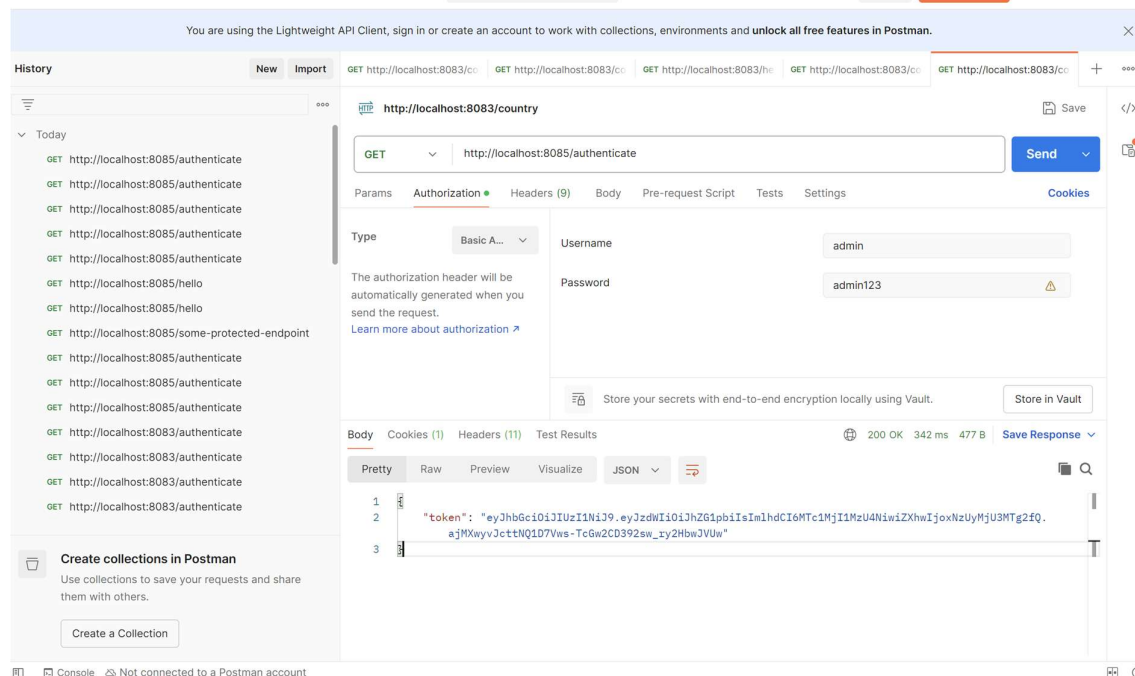 You are using the Lightweight API Client, sign in or create an account to work with collections, environments and unlock all free features in Postman.
History
New
Import
GET http://localhost:8083/co
GET http://localhost:8083/co
GET http://localhost:8083/he
GET http://localhost:8083/co
GET http://localhost:8083/co
HTTP
http://localhost:8083/country
Save
Today
GET http://localhost:8085/authenticate
GET http://localhost:8085/authenticate
GET http://localhost:8085/authenticate
GET http://localhost:8085/authenticate
GET http://localhost:8085/authenticate
GET http://localhost:8085/hello
GET http://localhost:8085/hello
GET http://localhost:8085/some-protected-endpoint
GET http://localhost:8085/authenticate
GET http://localhost:8085/authenticate
GET http://localhost:8085/authenticate
GET http://localhost:8083/authenticate
GET http://localhost:8083/authenticate
GET http://localhost:8083/authenticate
GET http://localhost:8083/authenticate
Create collections in Postman
Use collections to save your requests and share
them with others.
Create a Collection
GET
http://localhost:8085/authenticate
Send
Params Authorization Headers (9) Body Pre-request Script Tests Settings
Cookies
Type
Basic A...
The authorization header will be
automatically generated when you
send the request.
Learn more about authorization
Username
admin
Password
admin123
Store your secrets with end-to-end encryption locally using Vault.
Store in Vault
Body Cookies (1) Headers (11) Test Results
200 OK 342 ms 477 B Save Response
Pretty Raw Preview Visualize JSON
1 {
2 "token": "eyJhbGciOiJIUzI1NiJ9.eyJzdWIiOiJhZG1pbiIsImlhdCI6MTc1MjI1MzU4NiwiZXhwIjoxNzUyMjU3MTg2fQ.
ajMXwyvJcttNQ1D7Vws-TcGw2CD392sw_ry2HbwJVUw"
3 }
Console
Not connected to a Postman account